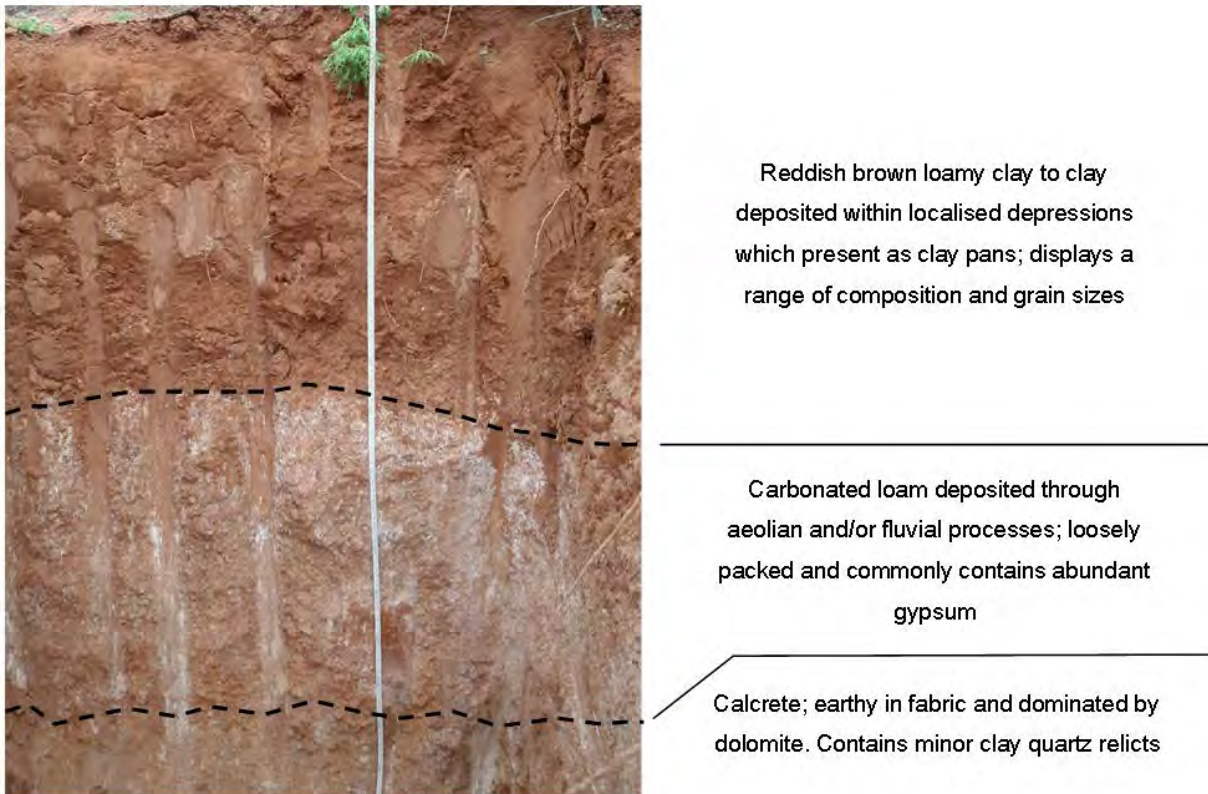 Reddish brown loamy clay to clay
deposited within localised depressions
which present as clay pans; displays a
range of composition and grain sizes
Carbonated loam deposited through
aeolian and/or fluvial processes; loosely
packed and commonly contains abundant
gypsum
Calcrete; earthy in fabric and dominated by
dolomite. Contains minor clay quartz relicts